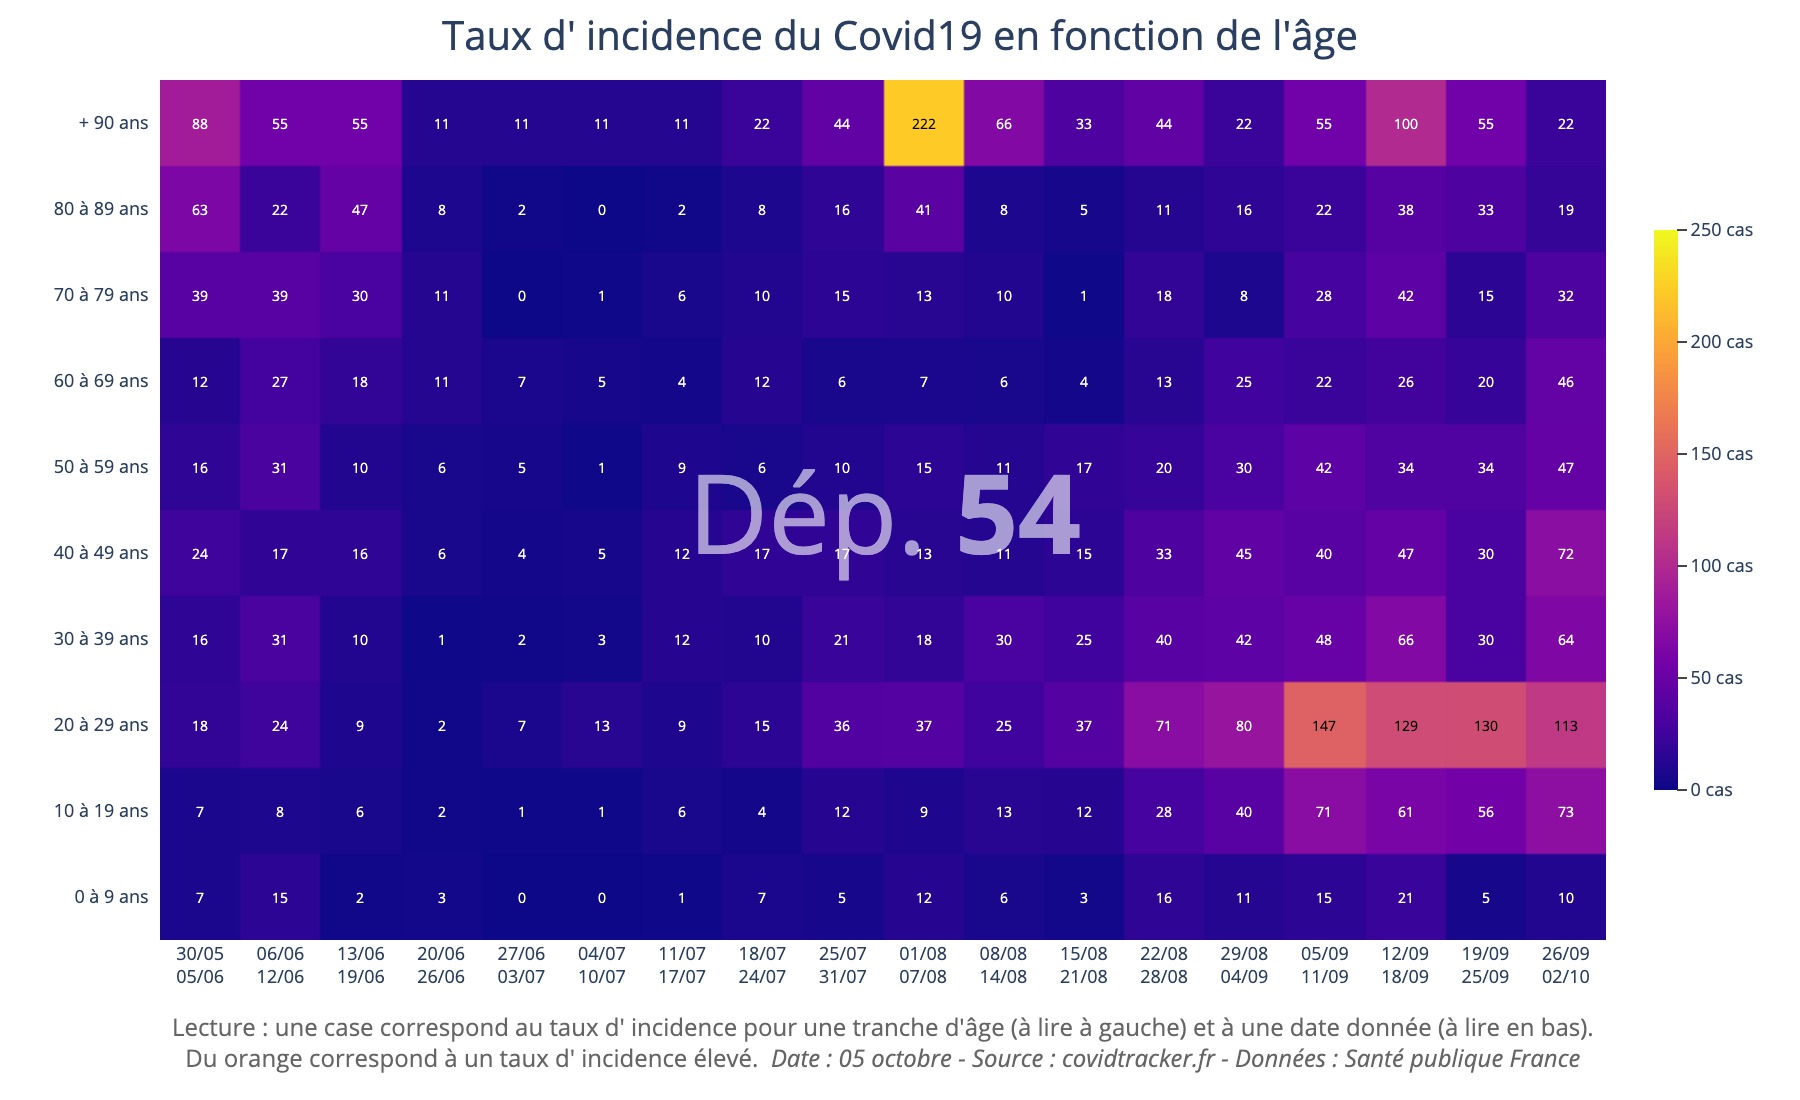 Taux d' incidence du Covid19 en fonction de l'âge
+ 90 ans 88 55 55 11 11 11 11 22 44 222 66 33 44 22 55 100 55 22
80 à 89 ans 63 22 47 8 2 0 2 8 16 41 8 5 11 16 22 38 33 19
70 à 79 ans 39 39 30 11 0 1 6 10 15 13 10 1 18 8 28 42 15 32
60 à 69 ans 12 27 18 11 7 5 4 12 6 7 6 4 13 25 22 26 20 46
50 à 59 ans 16 31 10 6 5 1 9 6 10 15 11 17 20 30 42 34 34 47
Dép. 54
40 à 49 ans 24 17 16 6 4 5 12 17 17 13 11 15 33 45 40 47 30 72
30 à 39 ans 16 31 10 1 2 3 12 10 21 18 30 25 40 42 48 66 30 64
20 à 29 ans 18 24 9 2 7 13 9 15 36 37 25 37 71 80 147 129 130 113
10 à 19 ans 7 8 6 2 1 1 6 4 12 9 13 12 28 40 71 61 56 73
0 à 9 ans 7 15 2 3 0 0 1 7 5 12 6 3 16 11 15 21 5 10
30/05 06/06 13/06 20/06 27/06 04/07 11/07 18/07 25/07 01/08 08/08 15/08 22/08 29/08 05/09 12/09 19/09 26/09
05/06 12/06 19/06 26/06 03/07 10/07 17/07 24/07 31/07 07/08 14/08 21/08 28/08 04/09 11/09 18/09 25/09 02/10
250 cas
200 cas
150 cas
100 cas
50 cas
0 cas
Lecture : une case correspond au taux d' incidence pour une tranche d'âge (à lire à gauche) et à une date donnée (à lire en bas).
Du orange correspond à un taux d' incidence élevé. Date : 05 octobre - Source : covidtracker.fr - Données : Santé publique France